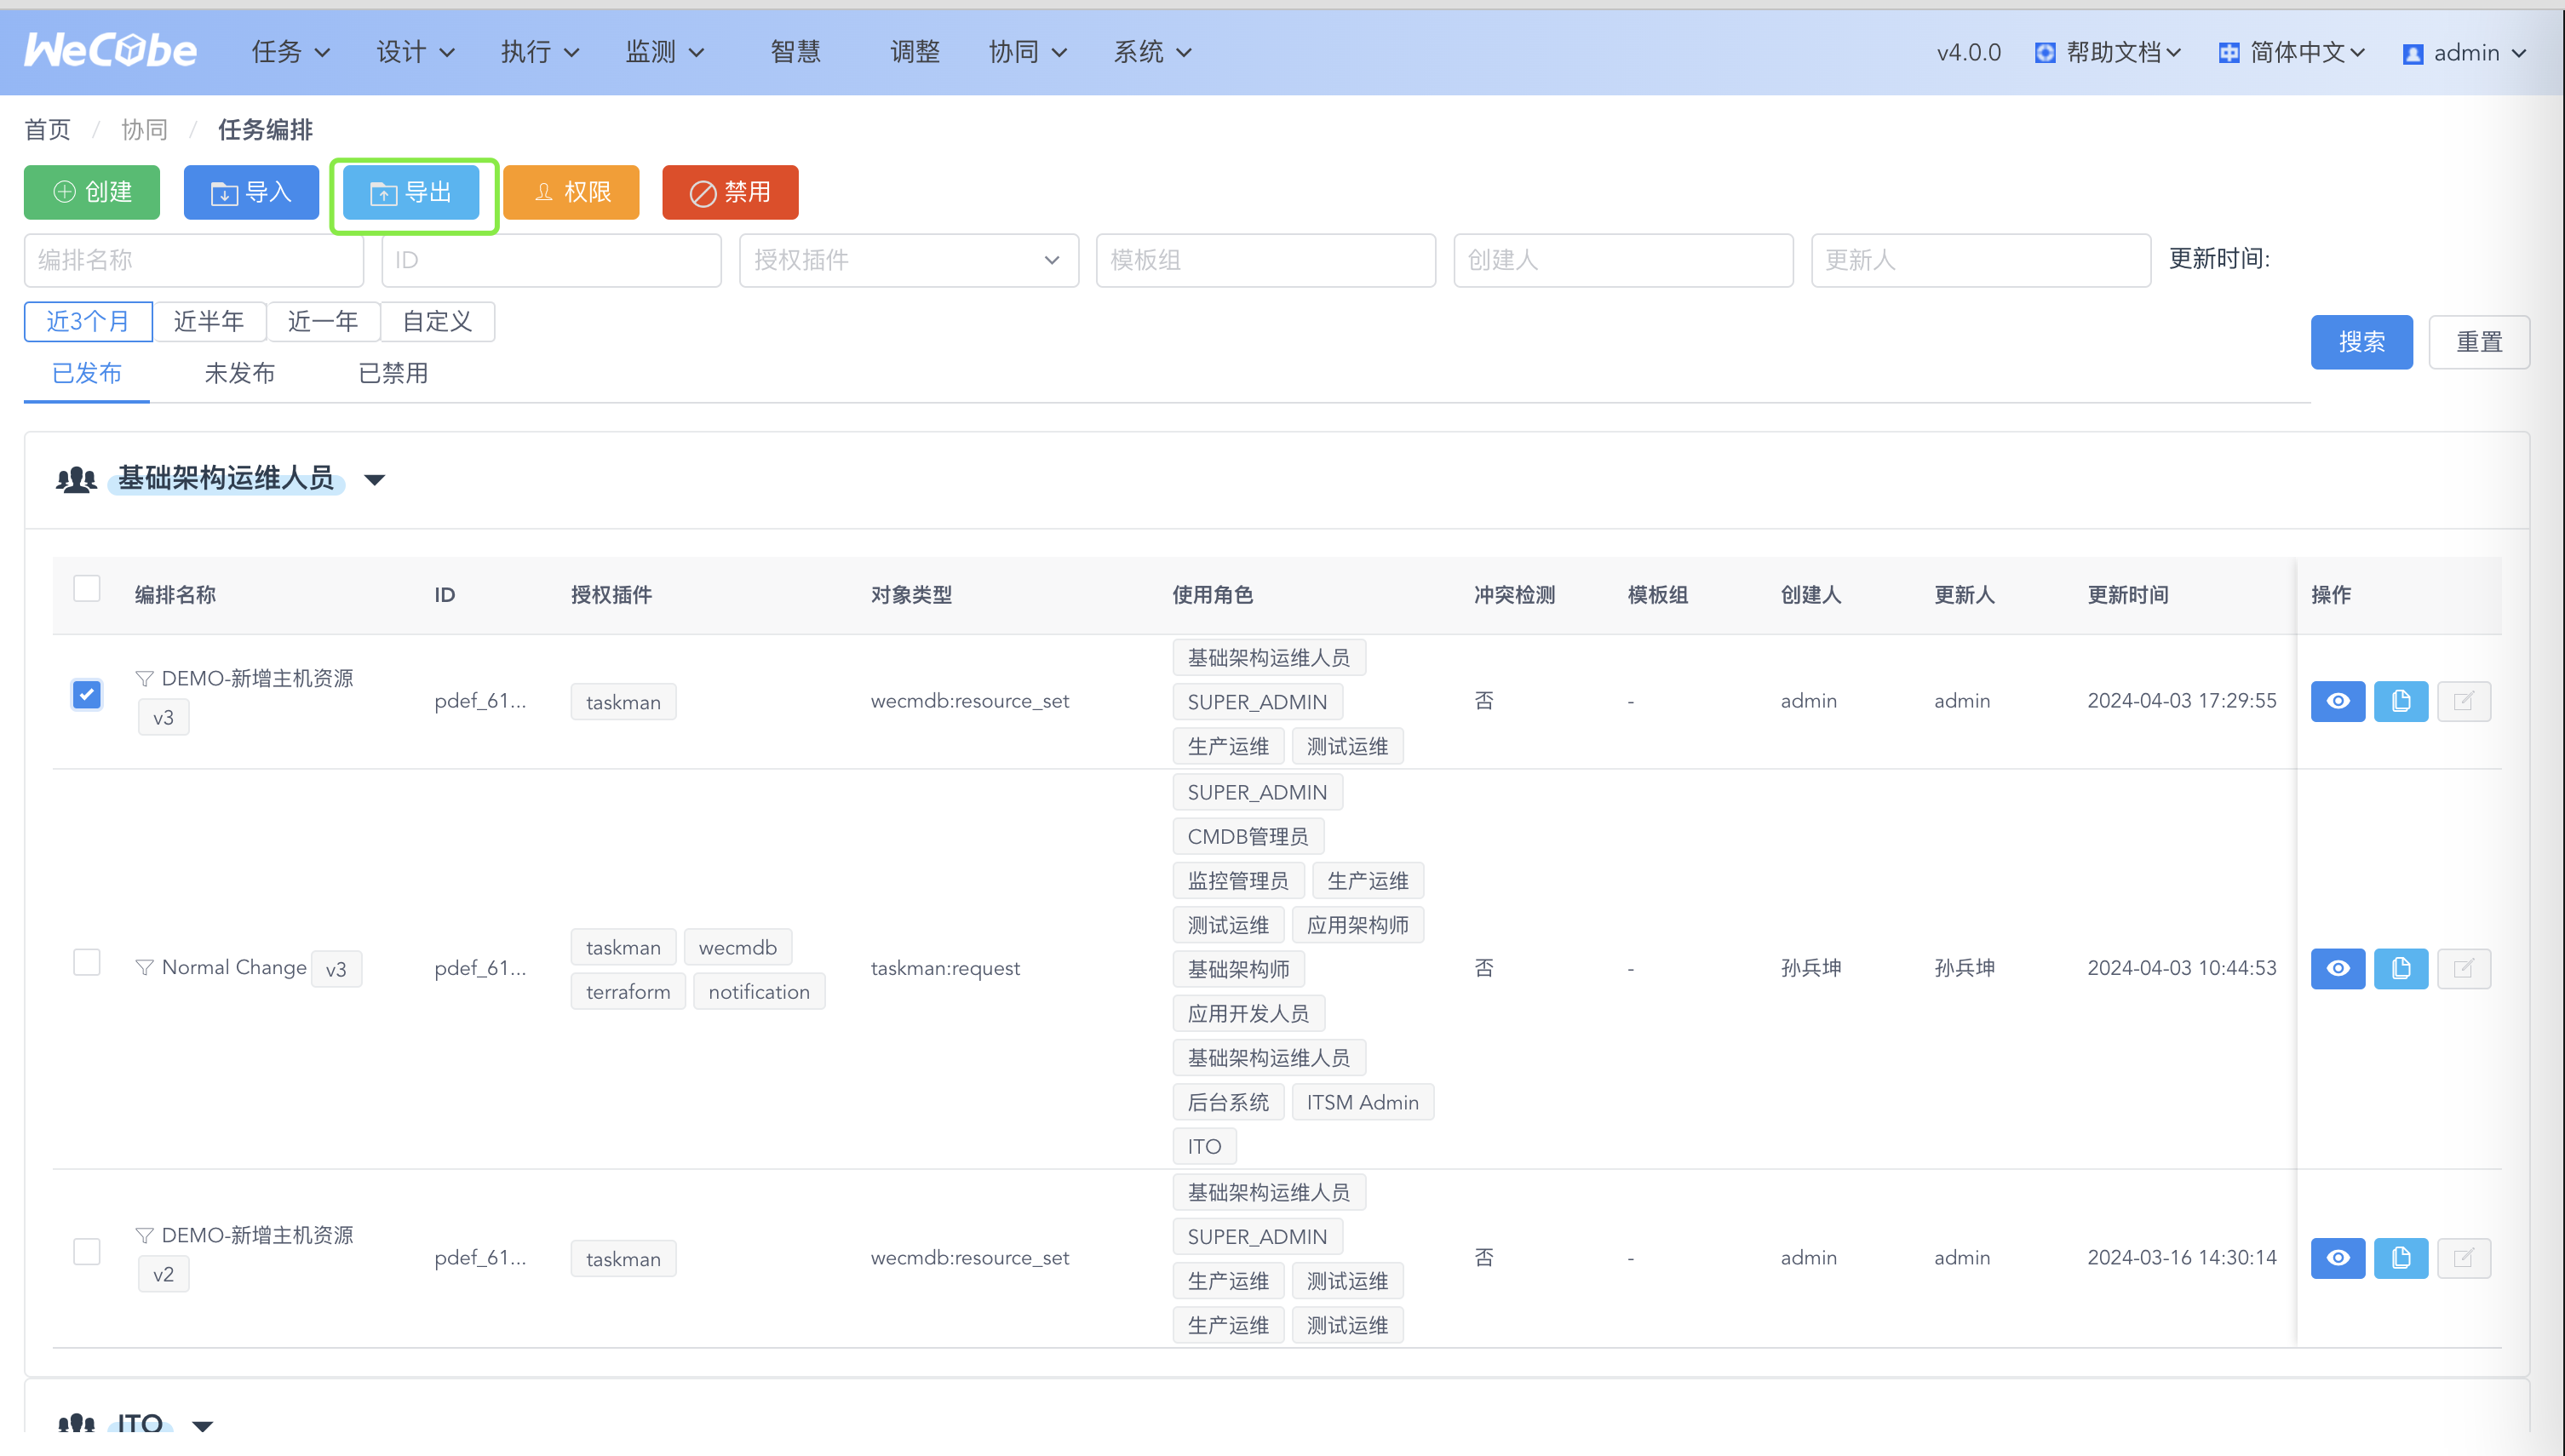 WeCube 任务 设计 执行 监测 智慧 调整 协同 系统 v4.0.0 帮助文档 中 简体中文 admin
首页 / 协同 / 任务编排
创建 导入 导出 权限 禁用
编排名称 ID 授权插件 模板组 创建人 更新人 更新时间:
近3个月 近半年 近一年 自定义
搜索 重置
已发布 未发布 已禁用
基础架构运维人员
编排名称 ID 授权插件 对象类型 使用角色 冲突检测 模板组 创建人 更新人 更新时间 操作
DEMO-新增主机资源 v3 pdef_61... taskman wecmdb:resource_set 基础架构运维人员 SUPER_ADMIN 生产运维 测试运维 否 - admin admin 2024-04-03 17:29:55
Normal Change v3 pdef_61... taskman wecmdb terraform notification taskman:request SUPER_ADMIN CMDB管理员 监控管理员 生产运维 测试运维 应用架构师 基础架构师 应用开发人员 基础架构运维人员 后台系统 ITSM Admin ITO 否 - 孙兵坤 孙兵坤 2024-04-03 10:44:53
DEMO-新增主机资源 v2 pdef_61... taskman wecmdb:resource_set 基础架构运维人员 SUPER_ADMIN 生产运维 测试运维 生产运维 测试运维 否 - admin admin 2024-03-16 14:30:14
ITO